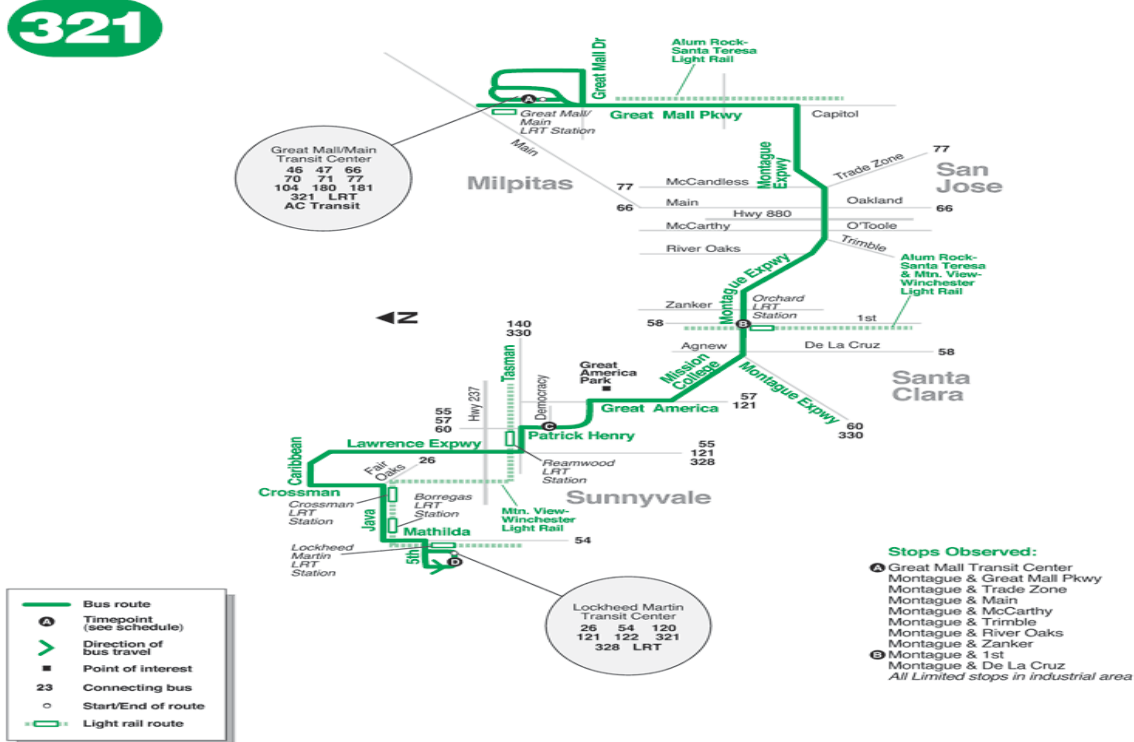 321
Alum Rock-
Santa Teresa
Light Rail
Great Mall Dr
A
Great Mall/
Main
LRT Station
Great Mall Pkwy
Capitol
Main
Great Mall/Main
Transit Center
46 47 66
70 71 77
104 180 181
321 LRT
AC Transit
Milpitas
Montague
Expwy
Trade Zone
77
San
Jose
77
McCandless
66
Main
Oakland
66
Hwy 880
McCarthy
O'Toole
River Oaks
Trimble
Montague Expwy
Alum Rock-
Santa Teresa
& Mtn. View-
Winchester
Light Rail
Zanker
Orchard
LRT
Station
N
58
B
1st
140
330
Agnew
De La Cruz
58
Tasman
Great
America
Park
Mission
College
Montague Expwy
Santa
Clara
Hwy 237
Democracy
57
121
Great America
60
330
55
57
60
C
Patrick Henry
Lawrence Expwy
55
121
328
Caribbean
Fair
Oaks
26
Reamwood
LRT
Station
Crossman
Crossman
LRT
Station
Borregas
LRT
Station
Sunnyvale
Java
Mathilda
Mtn. View-
Winchester
Light Rail
54
Lockheed
Martin
LRT
Station
5th
D
Lockheed Martin
Transit Center
26 54 120
121 122 321
328 LRT
Stops Observed:
A Great Mall Transit Center
Montague & Great Mall Pkwy
Montague & Trade Zone
Montague & Main
Montague & McCarthy
Montague & Trimble
Montague & River Oaks
Montague & Zanker
B Montague & 1st
Montague & De La Cruz
All Limited stops in industrial area
Bus route
A Timepoint
(see schedule)
Direction of
bus travel
Point of interest
23 Connecting bus
Start/End of route
Light rail route